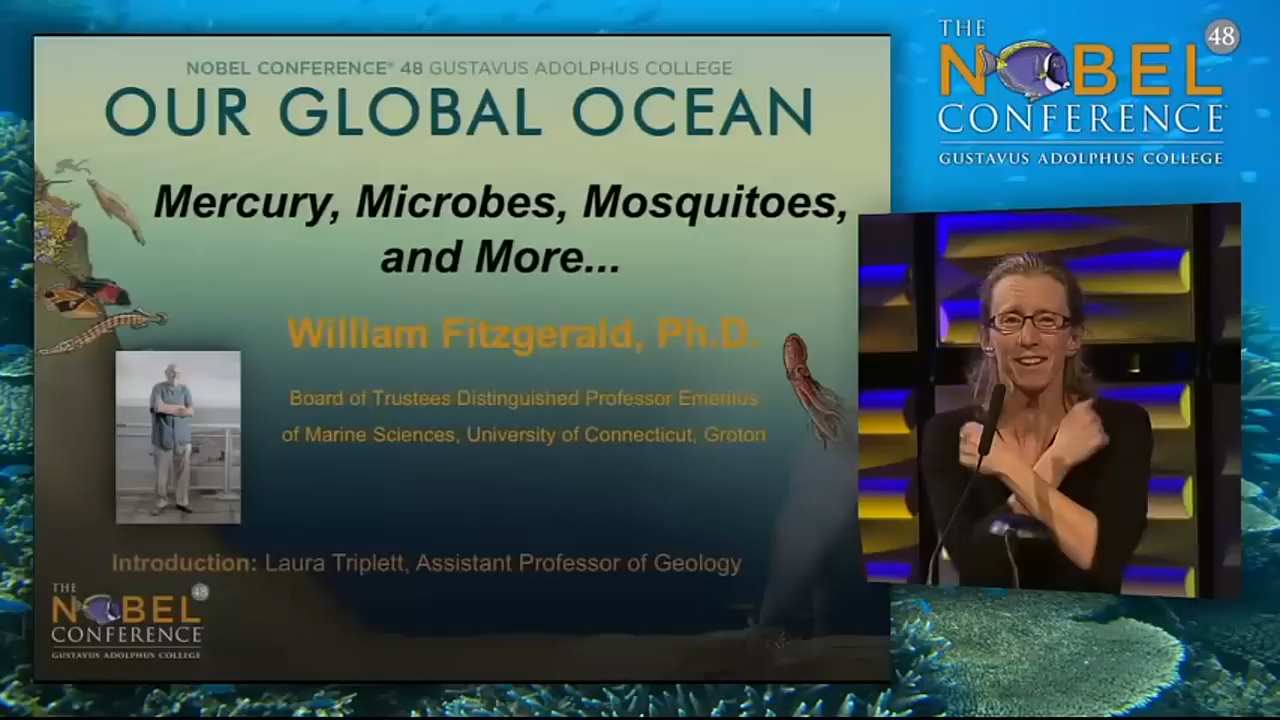 NOBEL CONFERENCE® 48 GUSTAVUS ADOLPHUS COLLEGE
OUR GLOBAL OCEAN
Mercury, Microbes, Mosquitoes,
and More...
William Fitzgerald, Ph.D.
Board of Trustees Distinguished Professor Emeritus
of Marine Sciences, University of Connecticut, Groton
Introduction: Laura Triplett, Assistant Professor of Geology
THE
48
NOBEL
CONFERENCE
GUSTAVUS ADOLPHUS COLLEGE
THE
48
NOBEL
CONFERENCE
GUSTAVUS ADOLPHUS COLLEGE